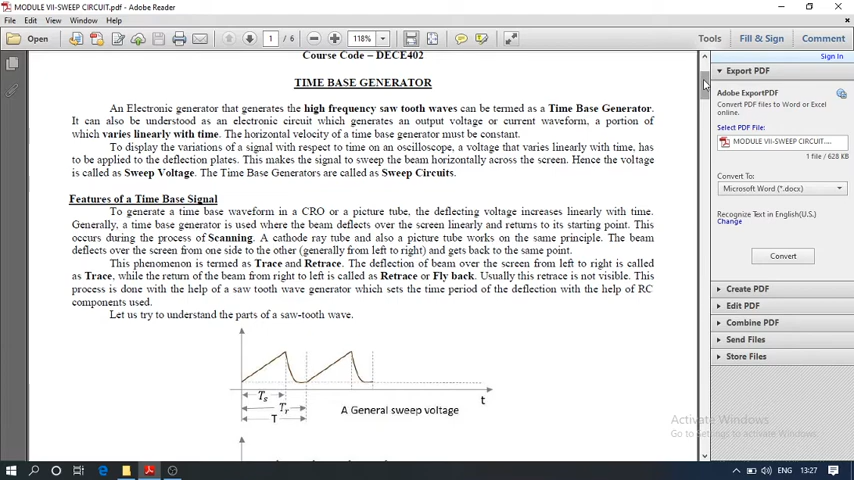 MODULE VII-SWEEP CIRCUIT.pdf - Adobe Reader
File Edit View Window Help
Open 1 / 6 118% Tools Fill & Sign Comment
Course Code – DECE402
TIME BASE GENERATOR
An Electronic generator that generates the high frequency saw tooth waves can be termed as a Time Base Generator.
It can also be understood as an electronic circuit which generates an output voltage or current waveform, a portion of
which varies linearly with time. The horizontal velocity of a time base generator must be constant.
To display the variations of a signal with respect to time on an oscilloscope, a voltage that varies linearly with time, has
to be applied to the deflection plates. This makes the signal to sweep the beam horizontally across the screen. Hence the voltage
is called as Sweep Voltage. The Time Base Generators are called as Sweep Circuits.
Features of a Time Base Signal
To generate a time base waveform in a CRO or a picture tube, the deflecting voltage increases linearly with time.
Generally, a time base generator is used where the beam deflects over the screen linearly and returns to its starting point. This
occurs during the process of Scanning. A cathode ray tube and also a picture tube works on the same principle. The beam
deflects over the screen from one side to the other (generally from left to right) and gets back to the same point.
This phenomenon is termed as Trace and Retrace. The deflection of beam over the screen from left to right is called
as Trace, while the return of the beam from right to left is called as Retrace or Fly back. Usually this retrace is not visible. This
process is done with the help of a saw tooth wave generator which sets the time period of the deflection with the help of RC
components used.
Let us try to understand the parts of a saw-tooth wave.
Ts
Tr
T
t
A General sweep voltage
Sign In
Export PDF
Adobe ExportPDF
Convert PDF files to Word or Excel
online.
Select PDF File:
MODULE VII-SWEEP CIRCUIT....
1 file / 628 KB
Convert To:
Microsoft Word (*.docx)
Recognize Text in English(U.S.)
Change
Convert
Create PDF
Edit PDF
Combine PDF
Send Files
Store Files
Activate Windows
Go to Settings to activate Windows.
ENG 13:27